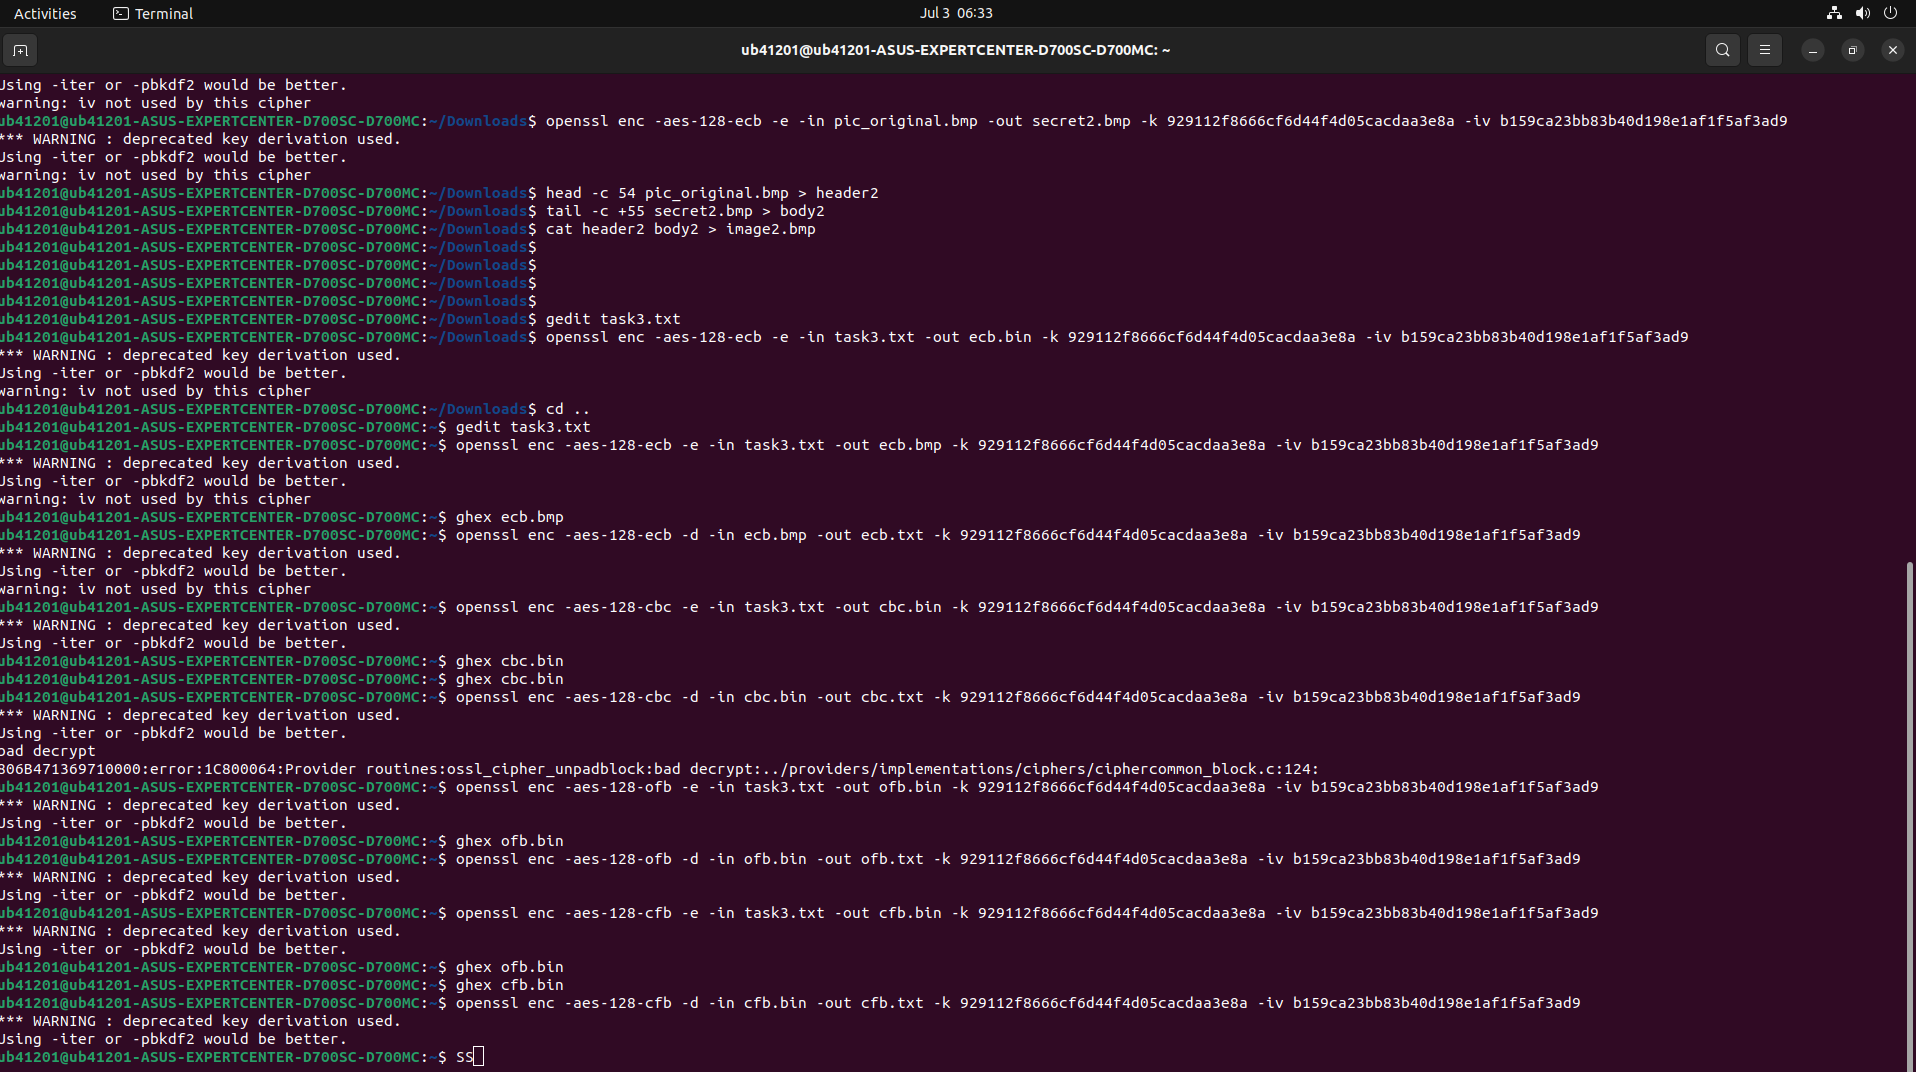 Activities
Terminal
Jul 3 06:33
ub41201@ub41201-ASUS-EXPERTCENTER-D700SC-D700MC: ~
Using -iter or -pbkdf2 would be better.
warning: iv not used by this cipher
ub41201@ub41201-ASUS-EXPERTCENTER-D700SC-D700MC:~/Downloads$ openssl enc -aes-128-ecb -e -in pic_original.bmp -out secret2.bmp -k 929112f8666cf6d44f4d05cacdaa3e8a -iv b159ca23bb83b40d198e1af1f5af3ad9
*** WARNING : deprecated key derivation used.
Using -iter or -pbkdf2 would be better.
warning: iv not used by this cipher
ub41201@ub41201-ASUS-EXPERTCENTER-D700SC-D700MC:~/Downloads$ head -c 54 pic_original.bmp > header2
ub41201@ub41201-ASUS-EXPERTCENTER-D700SC-D700MC:~/Downloads$ tail -c +55 secret2.bmp > body2
ub41201@ub41201-ASUS-EXPERTCENTER-D700SC-D700MC:~/Downloads$ cat header2 body2 > image2.bmp
ub41201@ub41201-ASUS-EXPERTCENTER-D700SC-D700MC:~/Downloads$
ub41201@ub41201-ASUS-EXPERTCENTER-D700SC-D700MC:~/Downloads$
ub41201@ub41201-ASUS-EXPERTCENTER-D700SC-D700MC:~/Downloads$
ub41201@ub41201-ASUS-EXPERTCENTER-D700SC-D700MC:~/Downloads$
ub41201@ub41201-ASUS-EXPERTCENTER-D700SC-D700MC:~/Downloads$ gedit task3.txt
ub41201@ub41201-ASUS-EXPERTCENTER-D700SC-D700MC:~/Downloads$ openssl enc -aes-128-ecb -e -in task3.txt -out ecb.bin -k 929112f8666cf6d44f4d05cacdaa3e8a -iv b159ca23bb83b40d198e1af1f5af3ad9
*** WARNING : deprecated key derivation used.
Using -iter or -pbkdf2 would be better.
warning: iv not used by this cipher
ub41201@ub41201-ASUS-EXPERTCENTER-D700SC-D700MC:~/Downloads$ cd ..
ub41201@ub41201-ASUS-EXPERTCENTER-D700SC-D700MC:~$ gedit task3.txt
ub41201@ub41201-ASUS-EXPERTCENTER-D700SC-D700MC:~$ openssl enc -aes-128-ecb -e -in task3.txt -out ecb.bmp -k 929112f8666cf6d44f4d05cacdaa3e8a -iv b159ca23bb83b40d198e1af1f5af3ad9
*** WARNING : deprecated key derivation used.
Using -iter or -pbkdf2 would be better.
warning: iv not used by this cipher
ub41201@ub41201-ASUS-EXPERTCENTER-D700SC-D700MC:~$ ghex ecb.bmp
ub41201@ub41201-ASUS-EXPERTCENTER-D700SC-D700MC:~$ openssl enc -aes-128-ecb -d -in ecb.bmp -out ecb.txt -k 929112f8666cf6d44f4d05cacdaa3e8a -iv b159ca23bb83b40d198e1af1f5af3ad9
*** WARNING : deprecated key derivation used.
Using -iter or -pbkdf2 would be better.
warning: iv not used by this cipher
ub41201@ub41201-ASUS-EXPERTCENTER-D700SC-D700MC:~$ openssl enc -aes-128-cbc -e -in task3.txt -out cbc.bin -k 929112f8666cf6d44f4d05cacdaa3e8a -iv b159ca23bb83b40d198e1af1f5af3ad9
*** WARNING : deprecated key derivation used.
Using -iter or -pbkdf2 would be better.
ub41201@ub41201-ASUS-EXPERTCENTER-D700SC-D700MC:~$ ghex cbc.bin
ub41201@ub41201-ASUS-EXPERTCENTER-D700SC-D700MC:~$ ghex cbc.bin
ub41201@ub41201-ASUS-EXPERTCENTER-D700SC-D700MC:~$ openssl enc -aes-128-cbc -d -in cbc.bin -out cbc.txt -k 929112f8666cf6d44f4d05cacdaa3e8a -iv b159ca23bb83b40d198e1af1f5af3ad9
*** WARNING : deprecated key derivation used.
Using -iter or -pbkdf2 would be better.
bad decrypt
806B471369710000:error:1C800064:Provider routines:ossl_cipher_unpadblock:bad decrypt:../providers/implementations/ciphers/ciphercommon_block.c:124:
ub41201@ub41201-ASUS-EXPERTCENTER-D700SC-D700MC:~$ openssl enc -aes-128-ofb -e -in task3.txt -out ofb.bin -k 929112f8666cf6d44f4d05cacdaa3e8a -iv b159ca23bb83b40d198e1af1f5af3ad9
*** WARNING : deprecated key derivation used.
Using -iter or -pbkdf2 would be better.
ub41201@ub41201-ASUS-EXPERTCENTER-D700SC-D700MC:~$ ghex ofb.bin
ub41201@ub41201-ASUS-EXPERTCENTER-D700SC-D700MC:~$ openssl enc -aes-128-ofb -d -in ofb.bin -out ofb.txt -k 929112f8666cf6d44f4d05cacdaa3e8a -iv b159ca23bb83b40d198e1af1f5af3ad9
*** WARNING : deprecated key derivation used.
Using -iter or -pbkdf2 would be better.
ub41201@ub41201-ASUS-EXPERTCENTER-D700SC-D700MC:~$ openssl enc -aes-128-cfb -e -in task3.txt -out cfb.bin -k 929112f8666cf6d44f4d05cacdaa3e8a -iv b159ca23bb83b40d198e1af1f5af3ad9
*** WARNING : deprecated key derivation used.
Using -iter or -pbkdf2 would be better.
ub41201@ub41201-ASUS-EXPERTCENTER-D700SC-D700MC:~$ ghex ofb.bin
ub41201@ub41201-ASUS-EXPERTCENTER-D700SC-D700MC:~$ ghex cfb.bin
ub41201@ub41201-ASUS-EXPERTCENTER-D700SC-D700MC:~$ openssl enc -aes-128-cfb -d -in cfb.bin -out cfb.txt -k 929112f8666cf6d44f4d05cacdaa3e8a -iv b159ca23bb83b40d198e1af1f5af3ad9
*** WARNING : deprecated key derivation used.
Using -iter or -pbkdf2 would be better.
ub41201@ub41201-ASUS-EXPERTCENTER-D700SC-D700MC:~$ SS